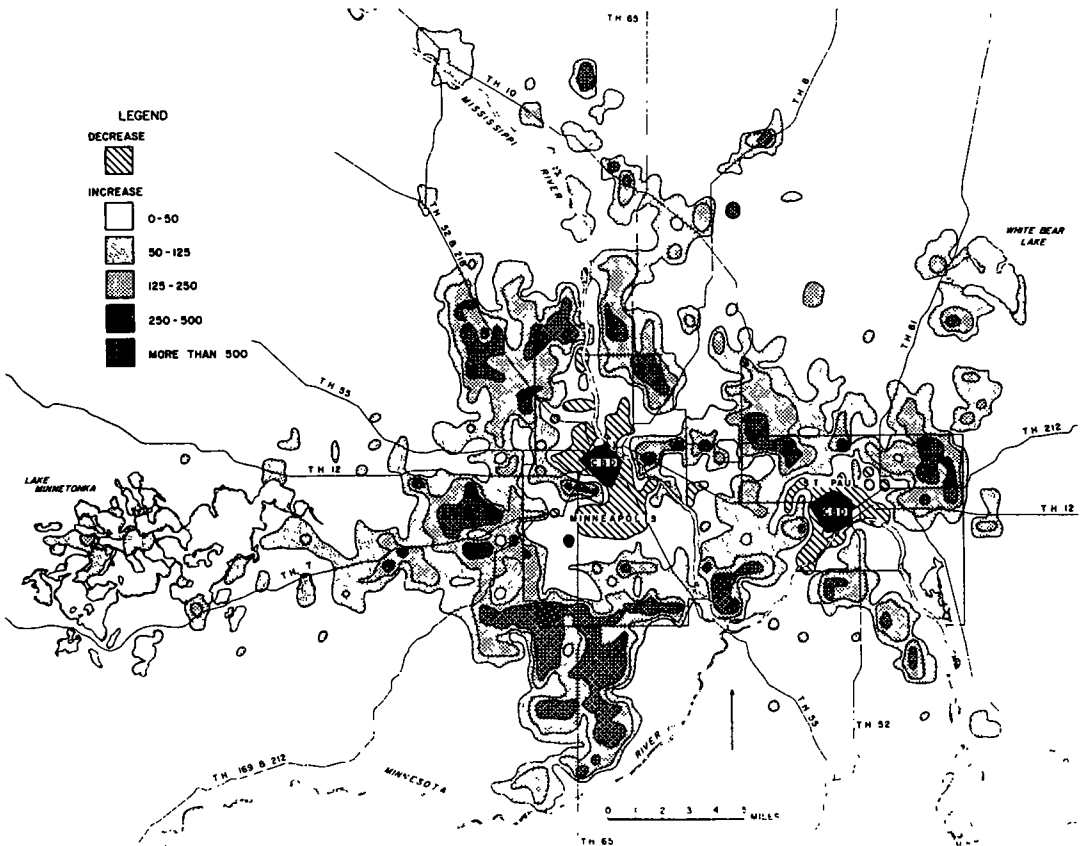 TH 65
TH 10
TH 8
MISSISSIPPI
RIVER
LEGEND
DECREASE
INCREASE
0-50
50-125
125-250
250-500
MORE THAN 500
TH 52 & 218
WHITE BEAR
LAKE
TH 61
TH 55
TH 212
TH 12
LAKE
MINNETONKA
CBD
ST. PAUL
CBD
MINNEAPOLIS
TH 12
TH 7
TH 55
TH 52
RIVER
TH 169 & 212
MINNESOTA
0 1 2 3 4 5
MILES
TH 65